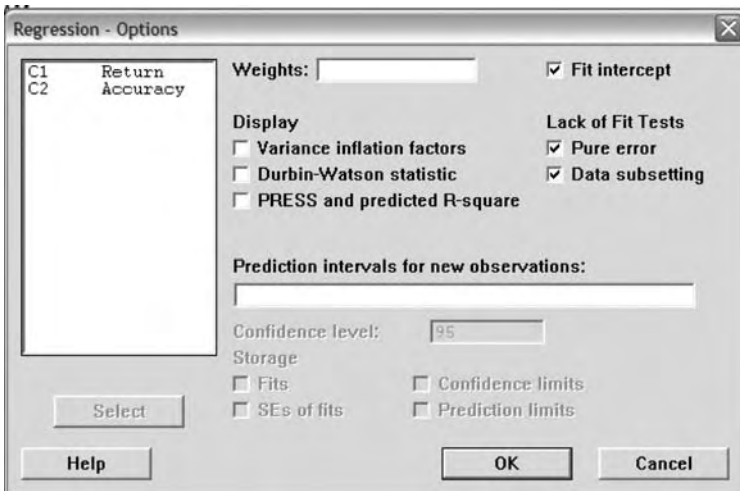 Regression - Options
C1 Return
C2 Accuracy
Weights:
Fit intercept
Display
Lack of Fit Tests
Variance inflation factors
Pure error
Durbin-Watson statistic
Data subsetting
PRESS and predicted R-square
Prediction intervals for new observations:
Confidence level: 95
Storage
Fits
Confidence limits
SEs of fits
Prediction limits
Select
Help
OK
Cancel